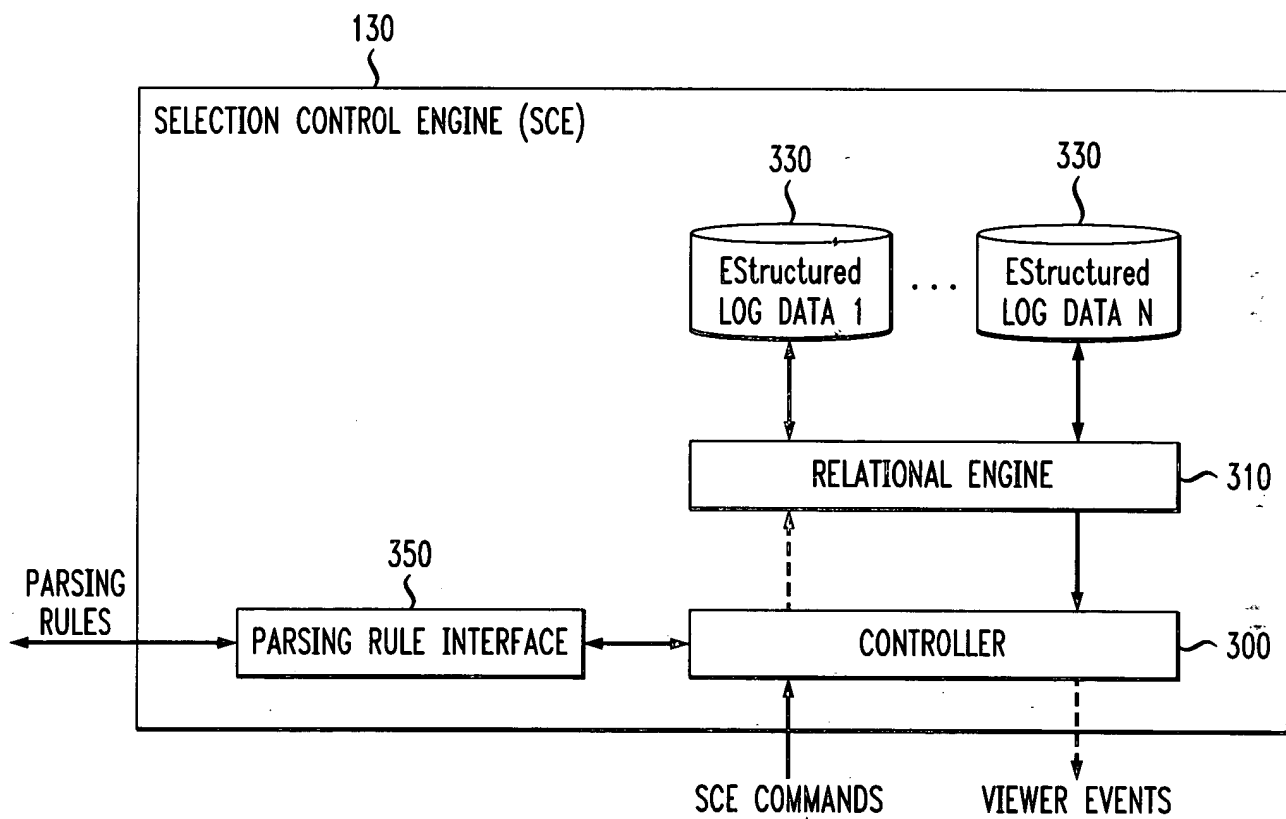 130
SELECTION CONTROL ENGINE (SCE)
330
330
EStructured
LOG DATA 1
...
EStructured
LOG DATA N
RELATIONAL ENGINE
310
350
PARSING
RULES
PARSING RULE INTERFACE
CONTROLLER
300
SCE COMMANDS
VIEWER EVENTS